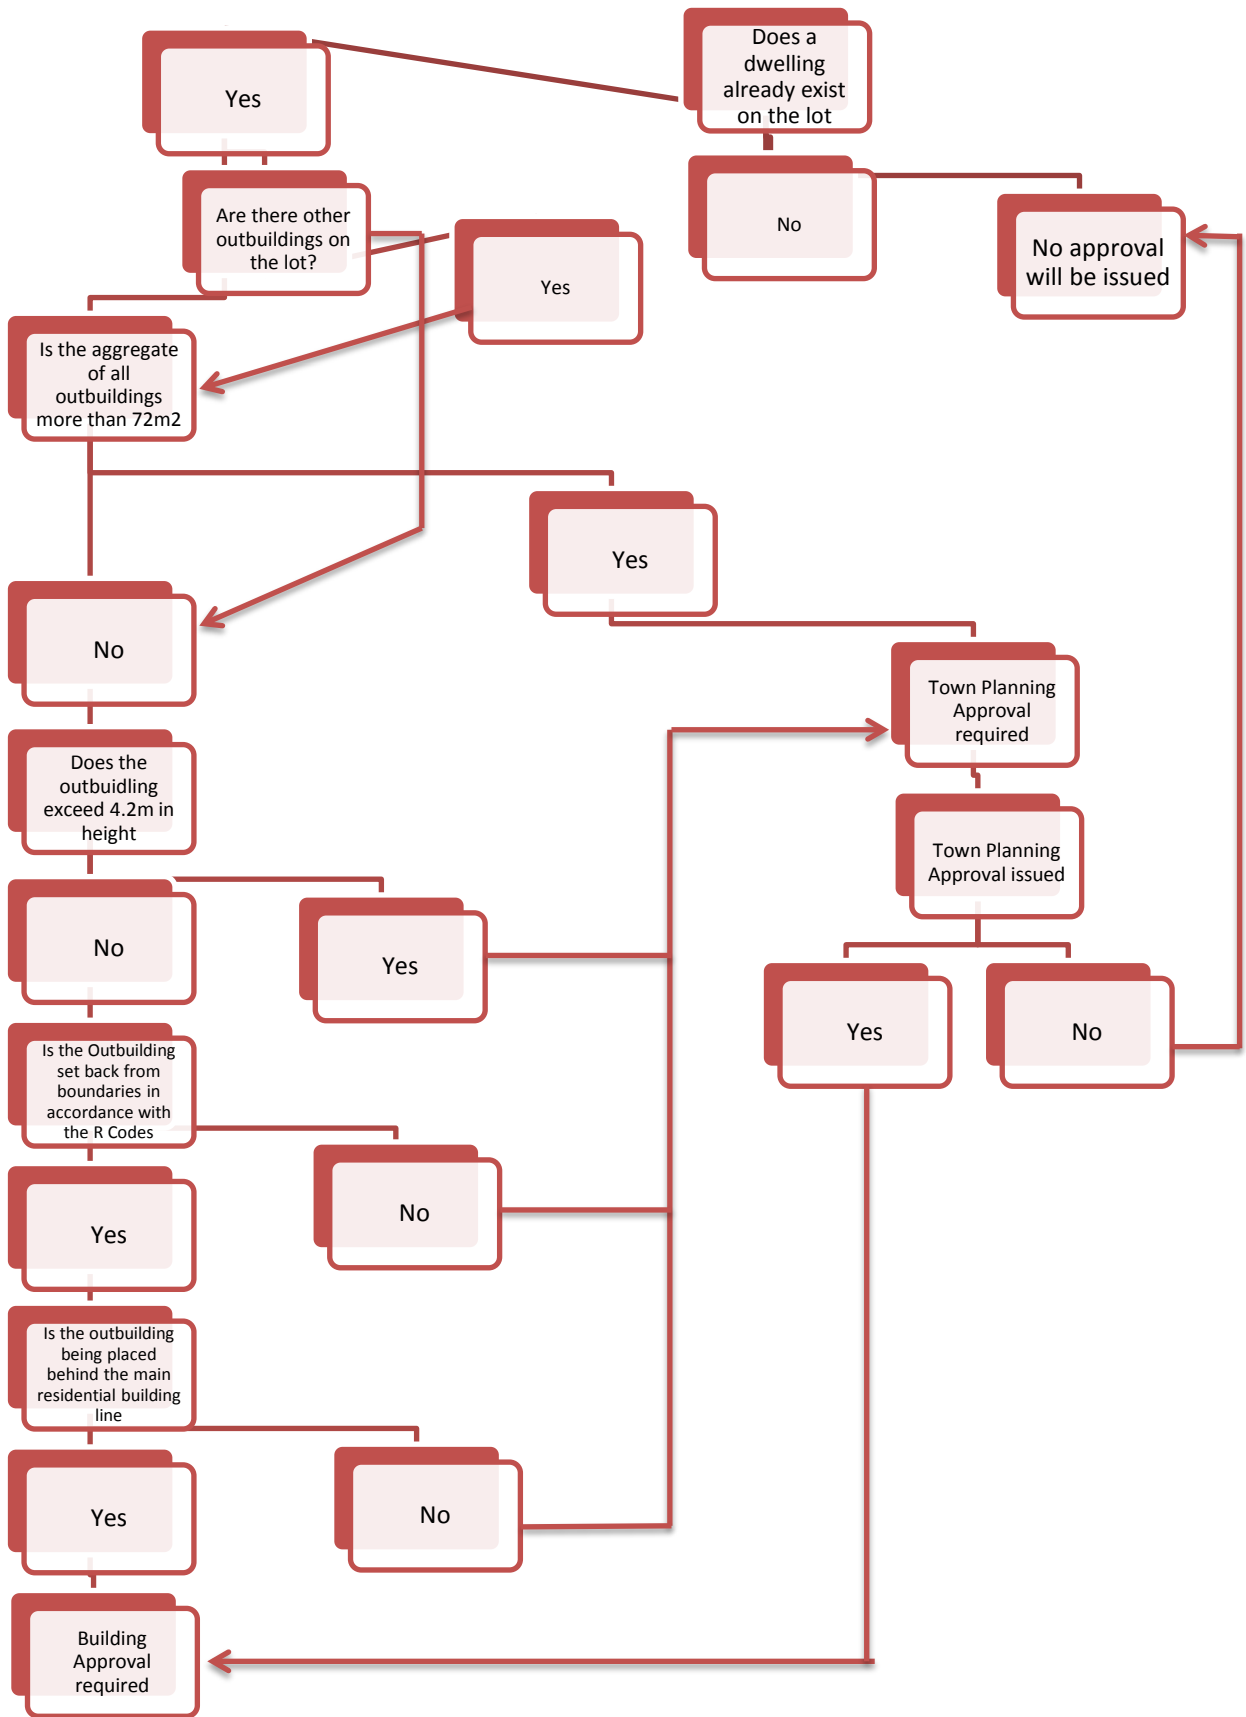 Does a
dwelling
already exist
on the lot
Yes
No
No approval
will be issued
Are there other
outbuildings on
the lot?
Yes
Is the aggregate
of all
outbuildings
more than 72m2
Yes
No
Town Planning
Approval
required
Does the
outbuidling
exceed 4.2m in
height
Town Planning
Approval issued
No
Yes
Yes
No
Is the Outbuilding
set back from
boundaries in
accordance with
the R Codes
Yes
No
Is the outbuilding
being placed
behind the main
residential building
line
Yes
No
Building
Approval
required